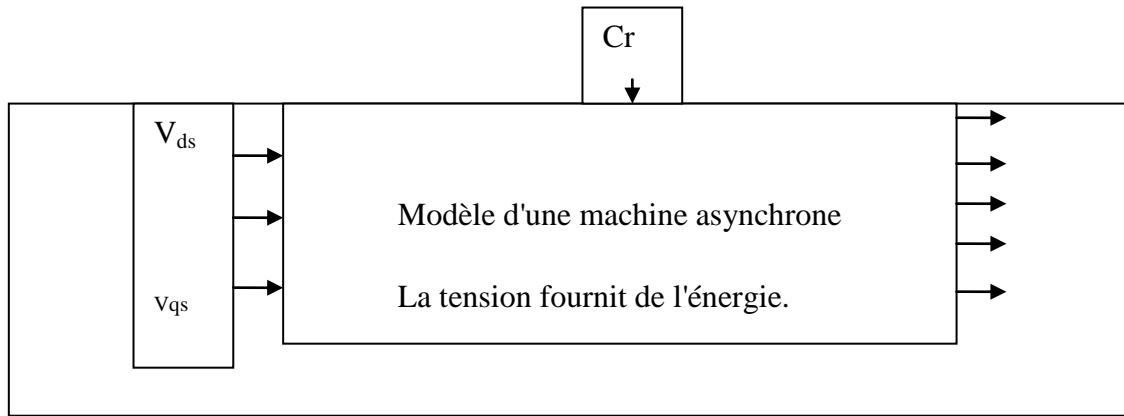 Cr
Vds
Modèle d'une machine asynchrone
Vqs
La tension fournit de l'énergie.